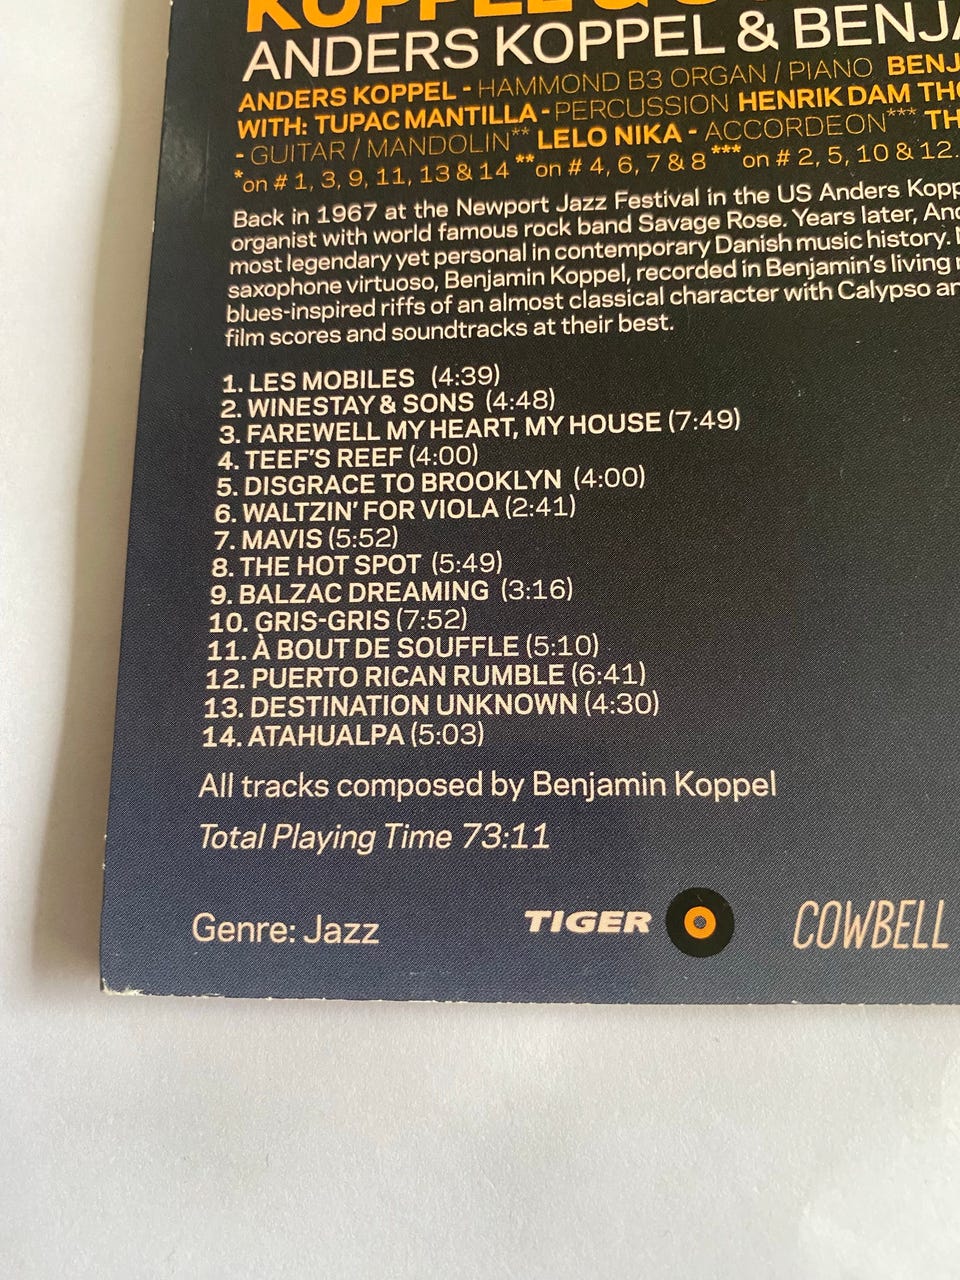 ANDERS KOPPEL &
ANDERS KOPPEL - HAMMOND B3 ORGAN / PIANO
WITH: TUPAC MANTILLA - PERCUSSION HENRIK DAM
- GUITAR / MANDOLIN** LELO NIKA - ACCORDEON***
*on # 1, 3, 9, 11, 13 & 14 **on # 4, 6, 7 & 8 ***on # 2, 5, 10 & 12.
Back in 1967 at the Newport Jazz Festival in the US Anders
organist with world famous rock band Savage Rose. Years later,
most legendary yet personal in contemporary Danish music history.
saxophone virtuoso, Benjamin Koppel, recorded in Benjamin's living
blues-inspired riffs of an almost classical character with Calypso
film scores and soundtracks at their best.
1. LES MOBILES (4:39)
2. WINESTAY & SONS (4:48)
3. FAREWELL MY HEART, MY HOUSE (7:49)
4. TEEF'S REEF (4:00)
5. DISGRACE TO BROOKLYN (4:00)
6. WALTZIN' FOR VIOLA (2:41)
7. MAVIS (5:52)
8. THE HOT SPOT (5:49)
9. BALZAC DREAMING (3:16)
10. GRIS-GRIS (7:52)
11. À BOUT DE SOUFFLE (5:10)
12. PUERTO RICAN RUMBLE (6:41)
13. DESTINATION UNKNOWN (4:30)
14. ATAHUALPA (5:03)
All tracks composed by Benjamin Koppel
Total Playing Time 73:11
Genre: Jazz TIGER COWBELL